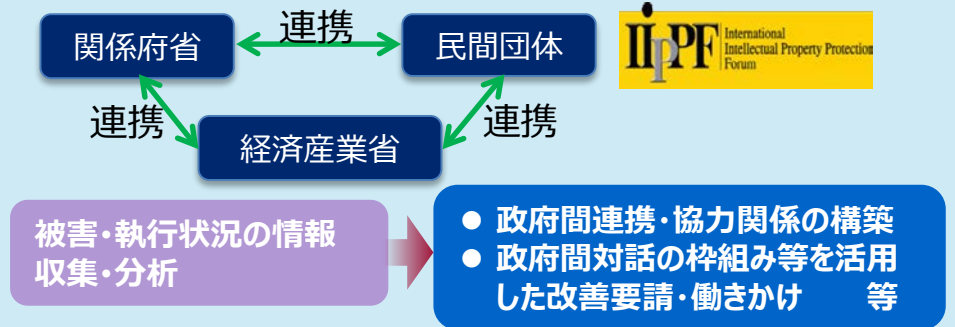 関係府省
連携
民間団体
IIPPF
International
Intellectual Property Protection
Forum
連携
連携
経済産業省
被害・執行状況の情報
収集・分析
● 政府間連携・協力関係の構築
● 政府間対話の枠組み等を活用
した改善要請・働きかけ　　等